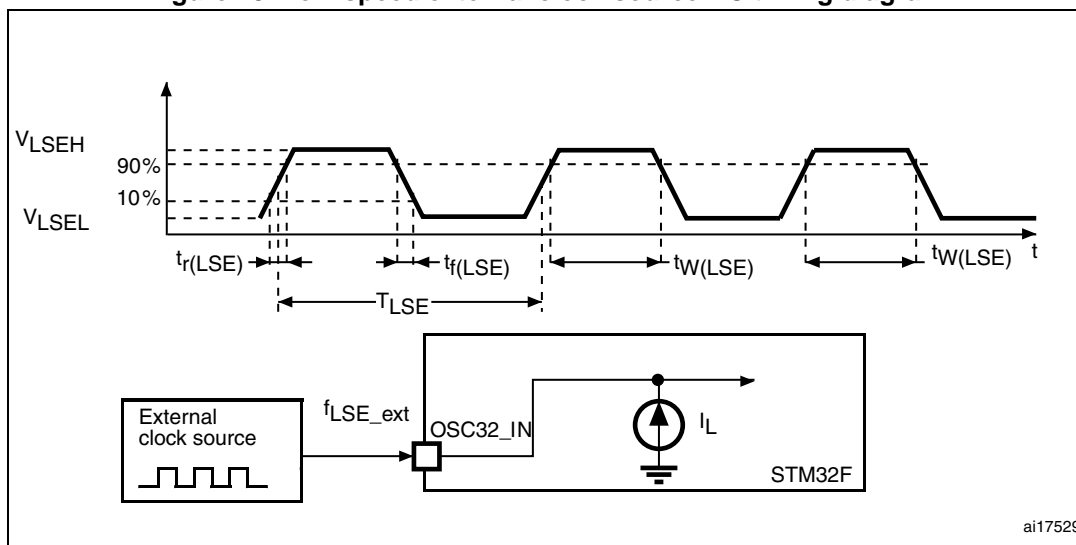 VLSEH
90%
10%
VLSEL
tr(LSE)
tf(LSE)
tW(LSE)
tW(LSE)
t
TLSE
External
clock source
fLSE_ext
OSC32_IN
IL
STM32F
ai17529